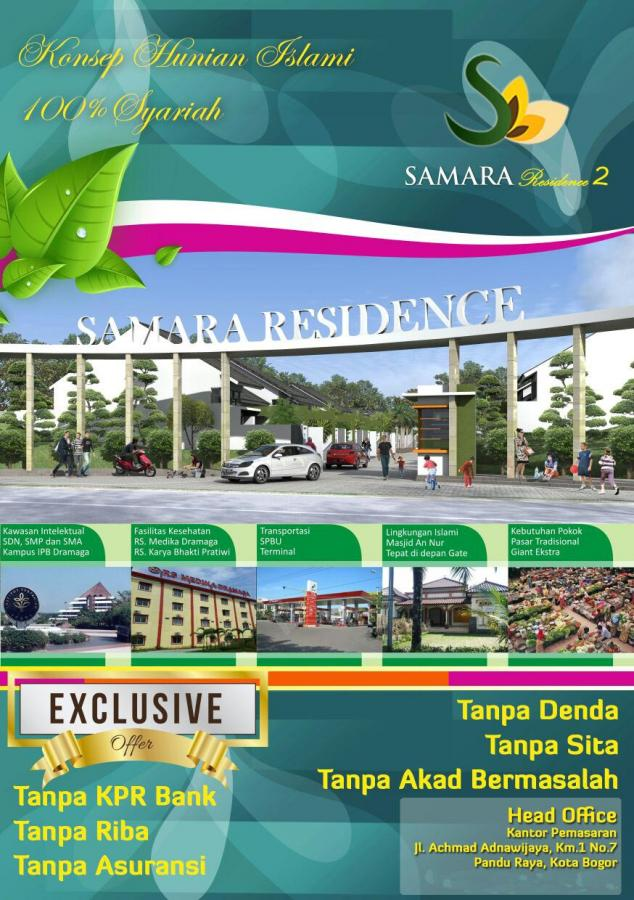 Konsep Hunian Islami
100% Syariah
SAMARA Residence 2
SAMARA RESIDENCE
Kawasan Intelektual
SDN, SMP dan SMA
Kampus IPB Dramaga
Fasilitas Kesehatan
RS. Medika Dramaga
RS. Karya Bhakti Pratiwi
Transportasi
SPBU
Terminal
Lingkungan Islami
Masjid An Nur
Tepat di depan Gate
Kebutuhan Pokok
Pasar Tradisional
Giant Ekstra
RS MEDIKA DRAMAGA
EXCLUSIVE
Offer
Tanpa KPR Bank
Tanpa Riba
Tanpa Asuransi
Tanpa Denda
Tanpa Sita
Tanpa Akad Bermasalah
Head Office
Kantor Pemasaran
Jl. Achmad Adnawijaya, Km.1 No.7
Pandu Raya, Kota Bogor